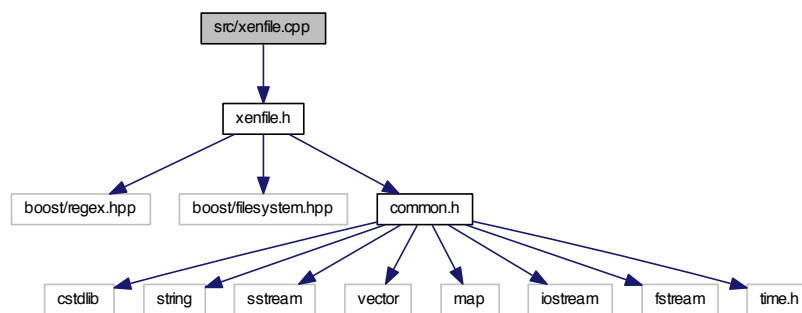 src/xenfile.cpp
xenfile.h
boost/regex.hpp
boost/filesystem.hpp
common.h
cstdlib
string
sstream
vector
map
iostream
fstream
time.h